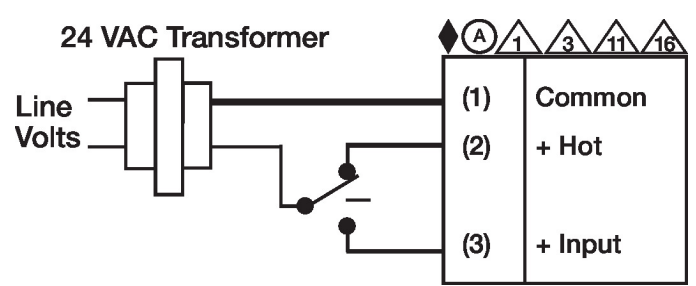 24 VAC Transformer
A 1 3 11 16
Line
Volts
(1) Common
(2) + Hot
(3) + Input